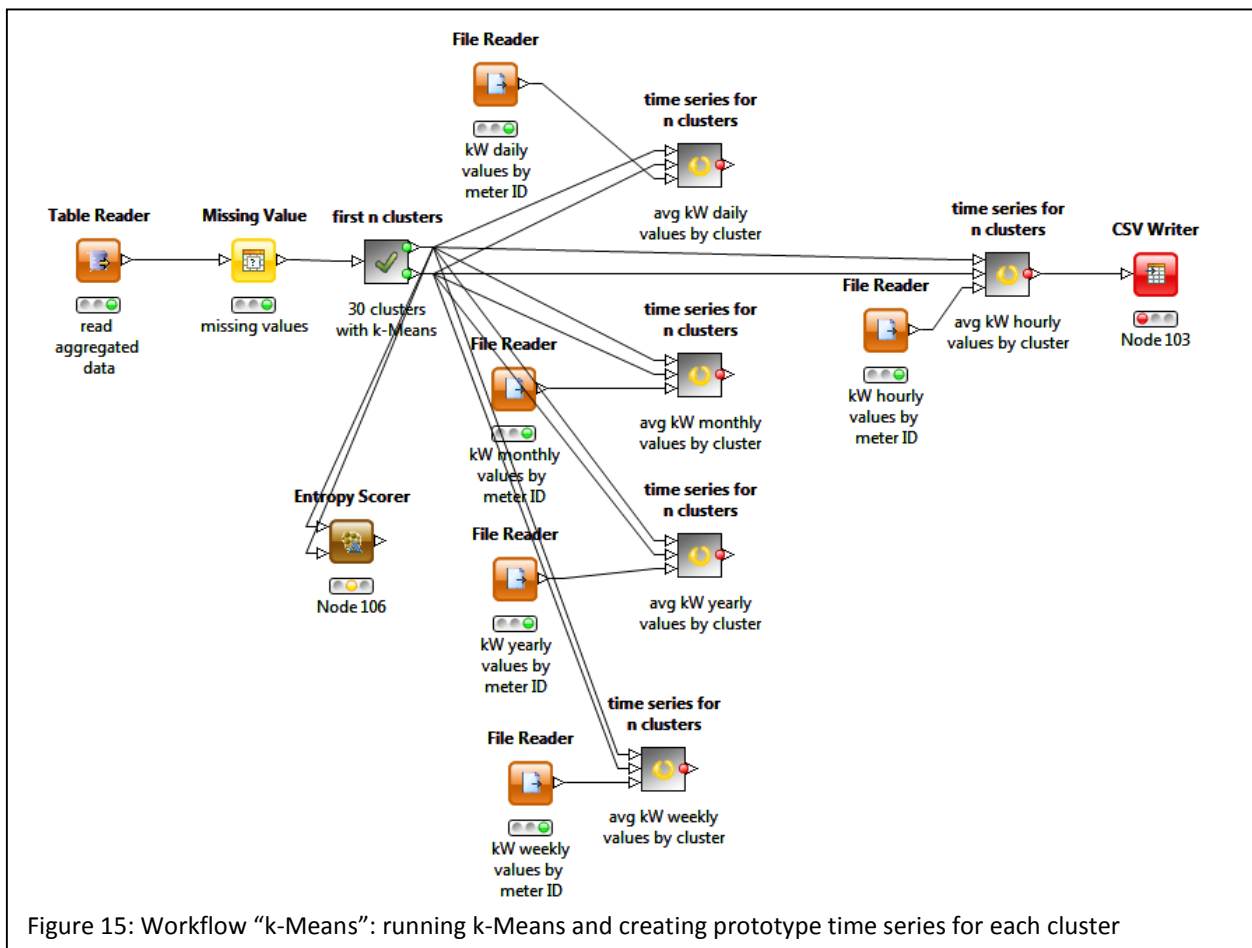 File Reader
kW daily
values by
meter ID
time series for
n clusters
avg kW daily
values by cluster
Table Reader
read
aggregated
data
Missing Value
missing values
first n clusters
30 clusters
with k-Means
time series for
n clusters
avg kW hourly
values by cluster
CSV Writer
Node 103
File Reader
kW hourly
values by
meter ID
File Reader
kW monthly
values by
meter ID
time series for
n clusters
avg kW monthly
values by cluster
Entropy Scorer
Node 106
File Reader
kW yearly
values by
meter ID
time series for
n clusters
avg kW yearly
values by cluster
File Reader
kW weekly
values by
meter ID
time series for
n clusters
avg kW weekly
values by cluster
Figure 15: Workflow “k-Means”: running k-Means and creating prototype time series for each cluster